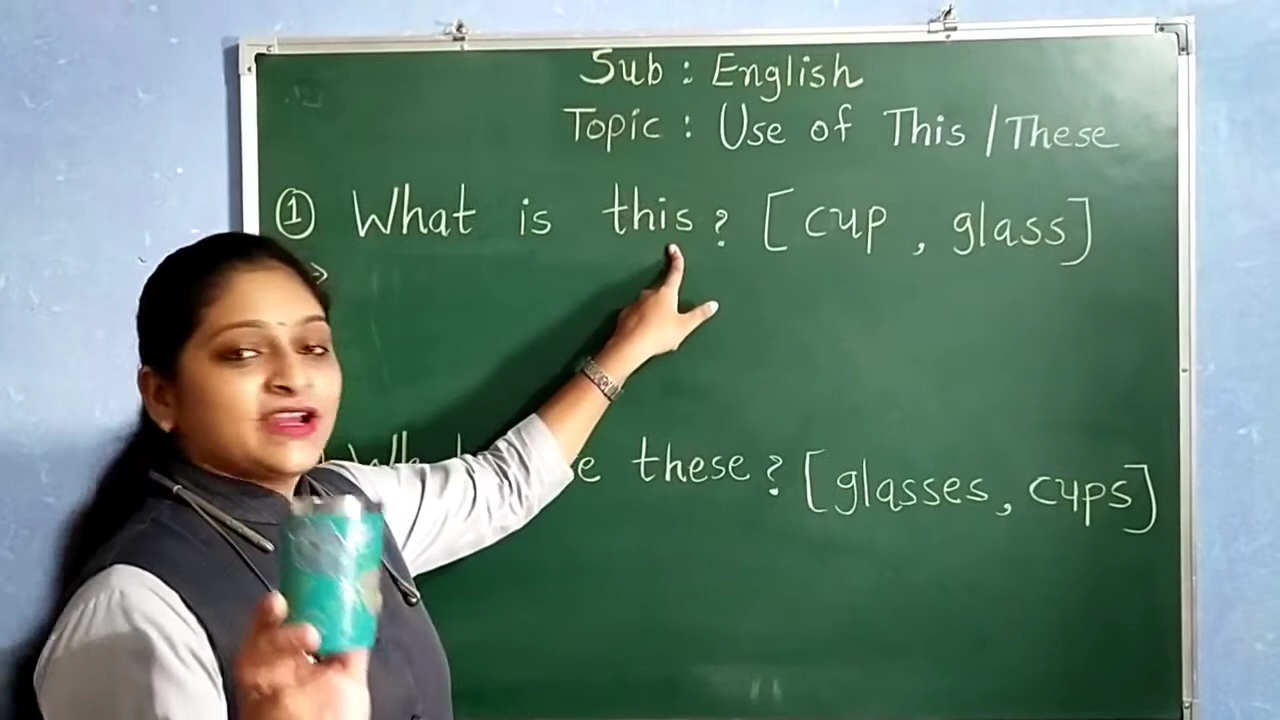 Sub : English
Topic : Use of This / These
① What is this? [cup, glass]
these? [glasses, cups]